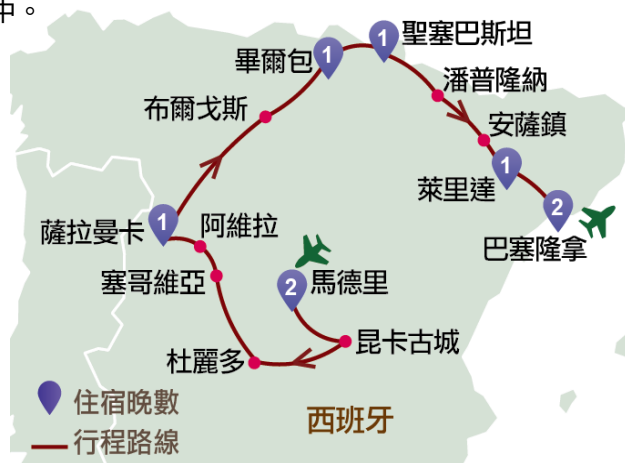 中。
1
聖塞巴斯坦
畢爾包
1
潘普隆納
布爾戈斯
安薩鎮
1
萊里達
2
薩拉曼卡
1
阿維拉
巴塞隆拿
塞哥維亞
2
馬德里
昆卡古城
杜麗多
住宿晚數
西班牙
行程路線